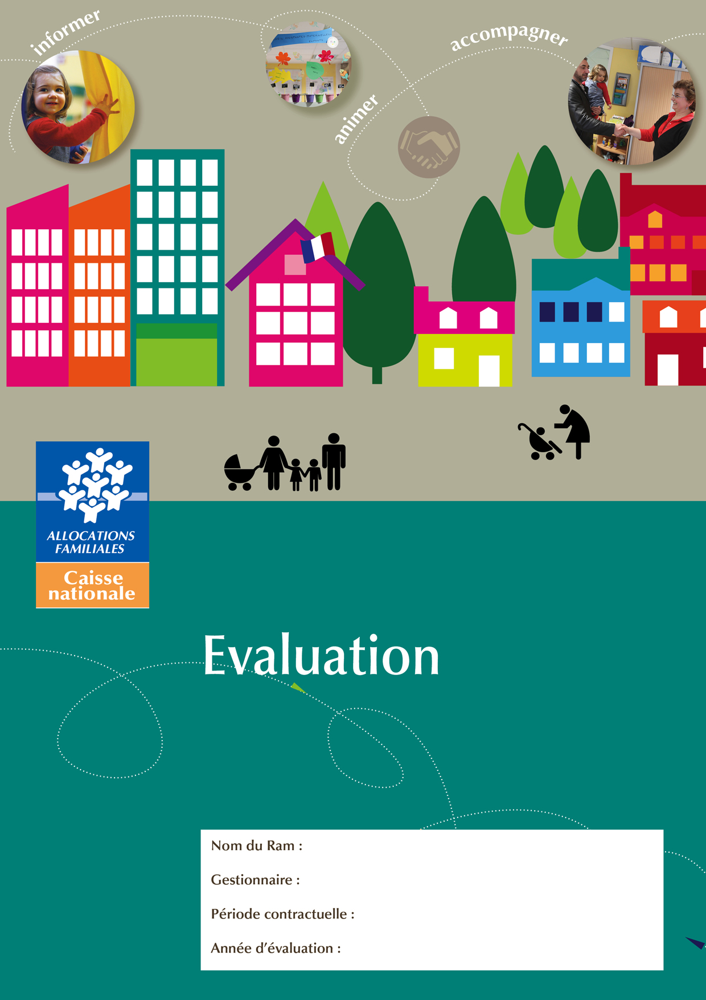 informer
accompagner
animer
ALLOCATIONS
FAMILIALES
Caisse
nationale
Evaluation
Nom du Ram :
Gestionnaire :
Période contractuelle :
Année d’évaluation :